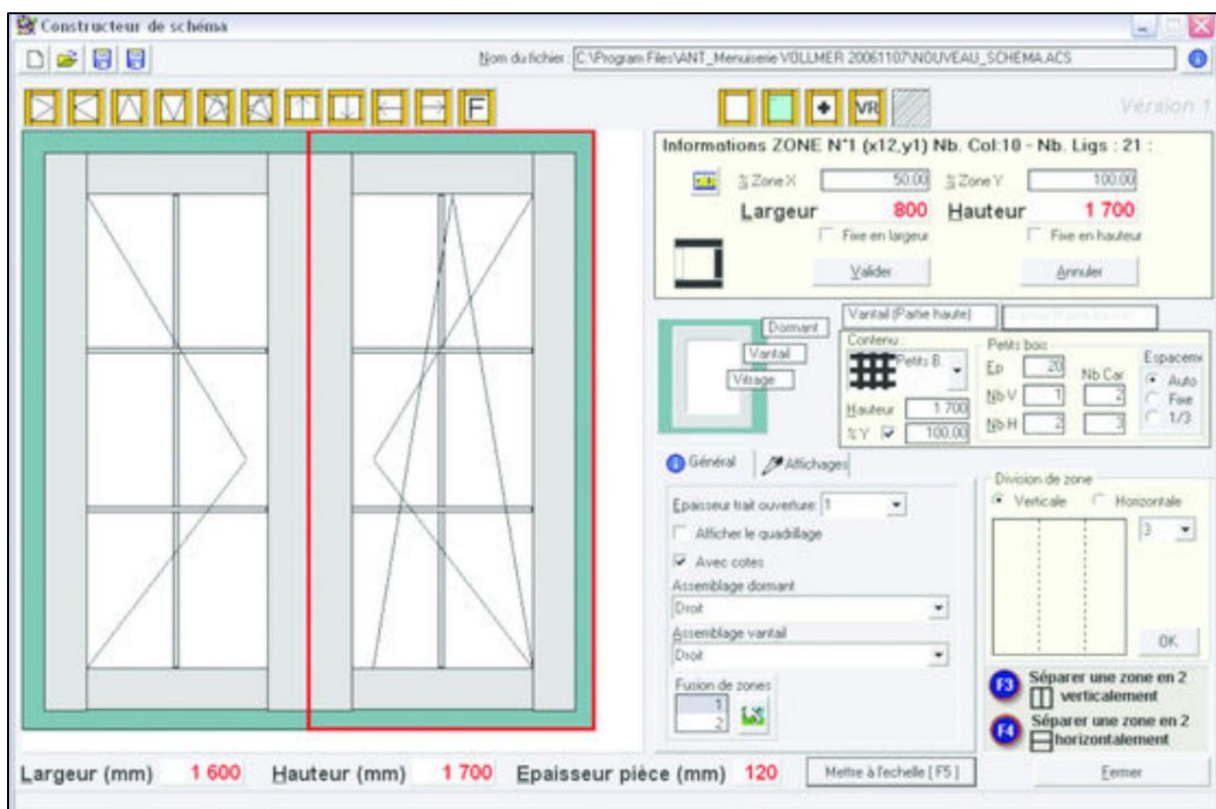 Constructeur de schéma
Nom du fichier : C:\Program Files\ANT_Menuiserie VOLLMER 20061107\NOUVEAU_SCHEMA.ACS
F VR Version 1
Informations ZONE N°1 (x12,y1) Nb. Col:10 - Nb. Ligs : 21 :
% Zone X 50.00 % Zone Y 100.00
Largeur 800 Hauteur 1 700
Fixe en largeur Fixe en hauteur
Valider Annuler
Vantail (Partie haute)
Dormant
Vantail
Vitrage
Contenu :
Petits B.
Hauteur 1 700
% Y 100.00
Petits bois
Ep 20 Nb Car
Nb V 1 2
Nb H 2 3
Espaceme
Auto
Fixe
1/3
Général Affichages
Epaisseur trait ouverture: 1
Afficher le quadrillage
Avec cotes
Assemblage dormant
Droit
Assemblage vantail
Droit
Fusion de zones
1
2
Division de zone
Verticale Horizontale
3
OK
F3 Séparer une zone en 2
verticalement
F4 Séparer une zone en 2
horizontalement
Largeur (mm) 1 600 Hauteur (mm) 1 700 Epaisseur pièce (mm) 120 Mettre à l'echelle [ F5 ] Fermer